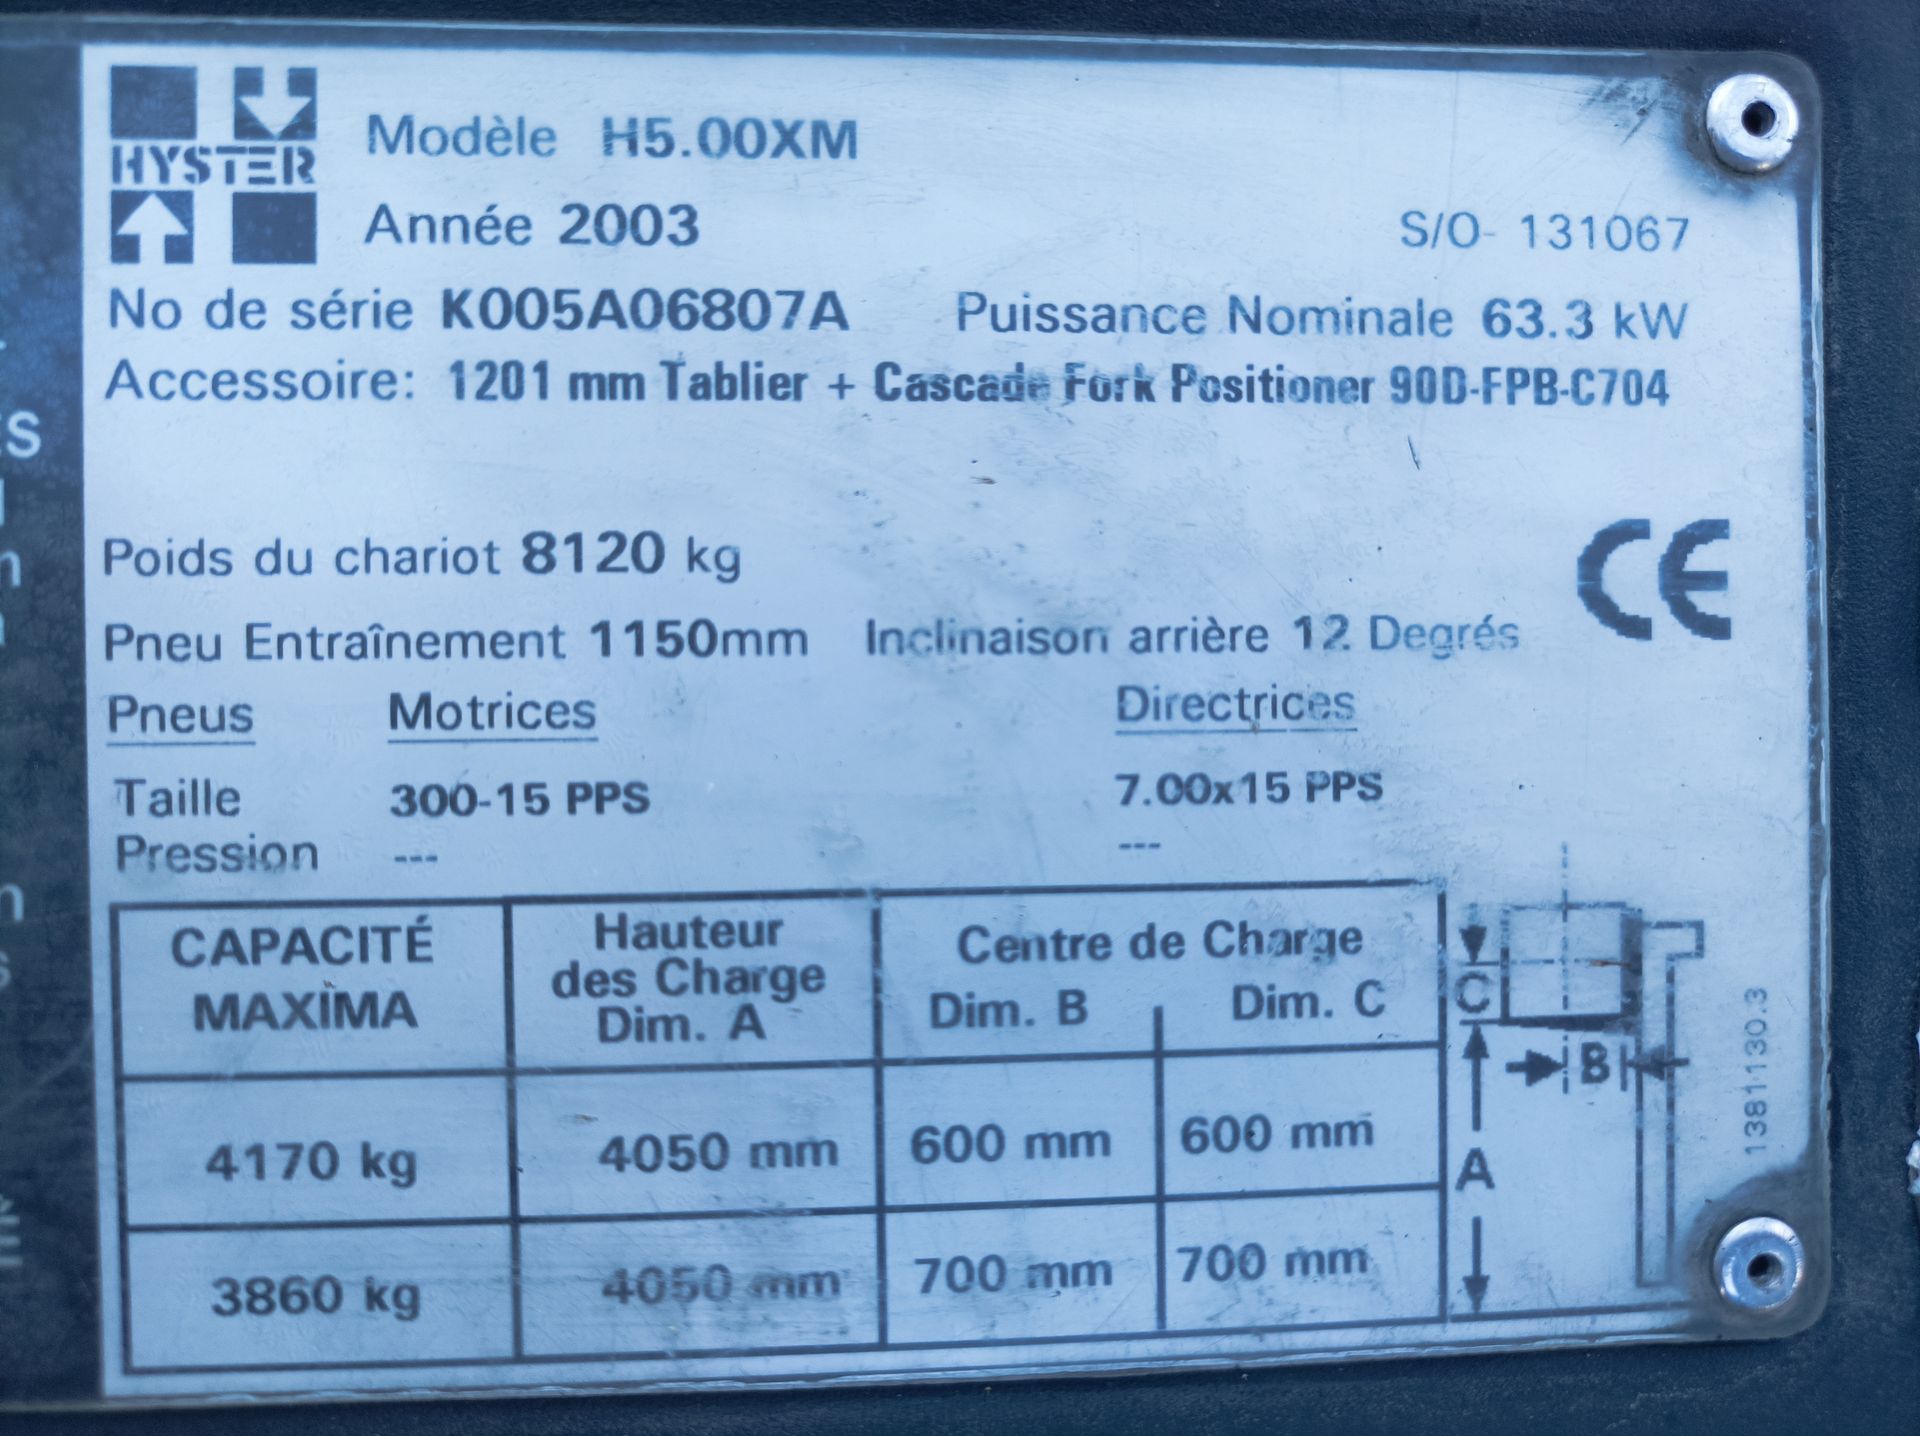 HYSTER
Modèle H5.00XM
Année 2003
S/O- 131067
No de série K005A06807A Puissance Nominale 63.3 kW
Accessoire: 1201 mm Tablier + Cascade Fork Positioner 90D-FPB-C704
Poids du chariot 8120 kg
CE
Pneu Entraînement 1150mm Inclinaison arrière 12 Degrés
Pneus Motrices Directrices
Taille 300-15 PPS 7.00x15 PPS
Pression --- ---
CAPACITÉ MAXIMA
Hauteur des Charge Dim. A
Centre de Charge
Dim. B Dim. C
4170 kg 4050 mm 600 mm 600 mm
3860 kg 4050 mm 700 mm 700 mm
C
B
A
1381130.3